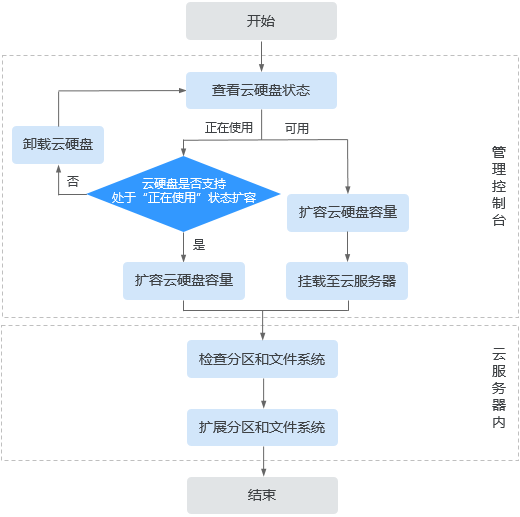 开始
查看云硬盘状态
正在使用
可用
卸载云硬盘
否
云硬盘是否支持
处于“正在使用”状态扩容
扩容云硬盘容量
是
扩容云硬盘容量
挂载至云服务器
管理控制台
检查分区和文件系统
扩展分区和文件系统
云服务器内
结束